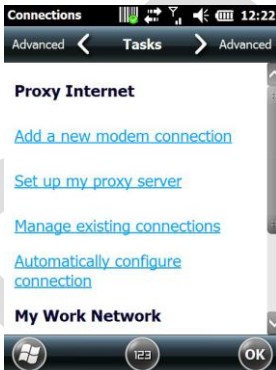 Connections 12:22
Advanced Tasks Advanced
Proxy Internet
Add a new modem connection
Set up my proxy server
Manage existing connections
Automatically configure
connection
My Work Network
123 OK